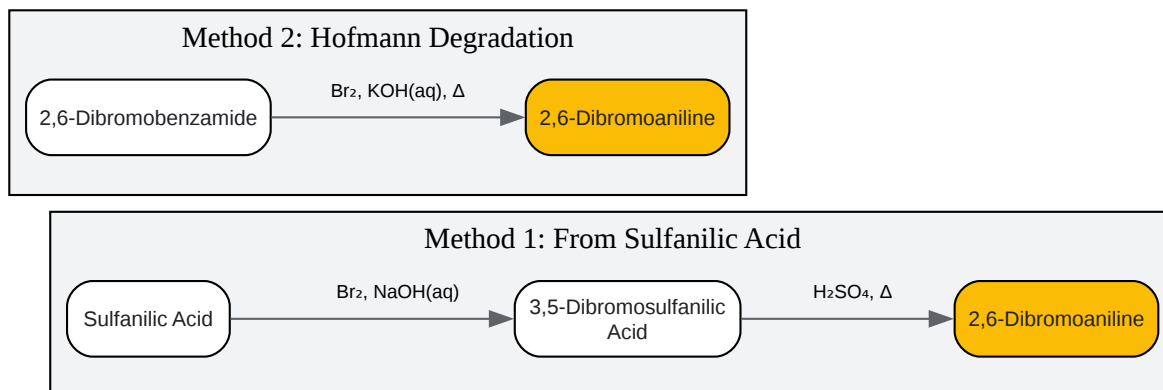 Method 2: Hofmann Degradation
Br₂, KOH(aq), Δ
2,6-Dibromobenzamide
2,6-Dibromoaniline
Method 1: From Sulfanilic Acid
Br₂, NaOH(aq)
H₂SO₄, Δ
Sulfanilic Acid
3,5-Dibromosulfanilic
Acid
2,6-Dibromoaniline